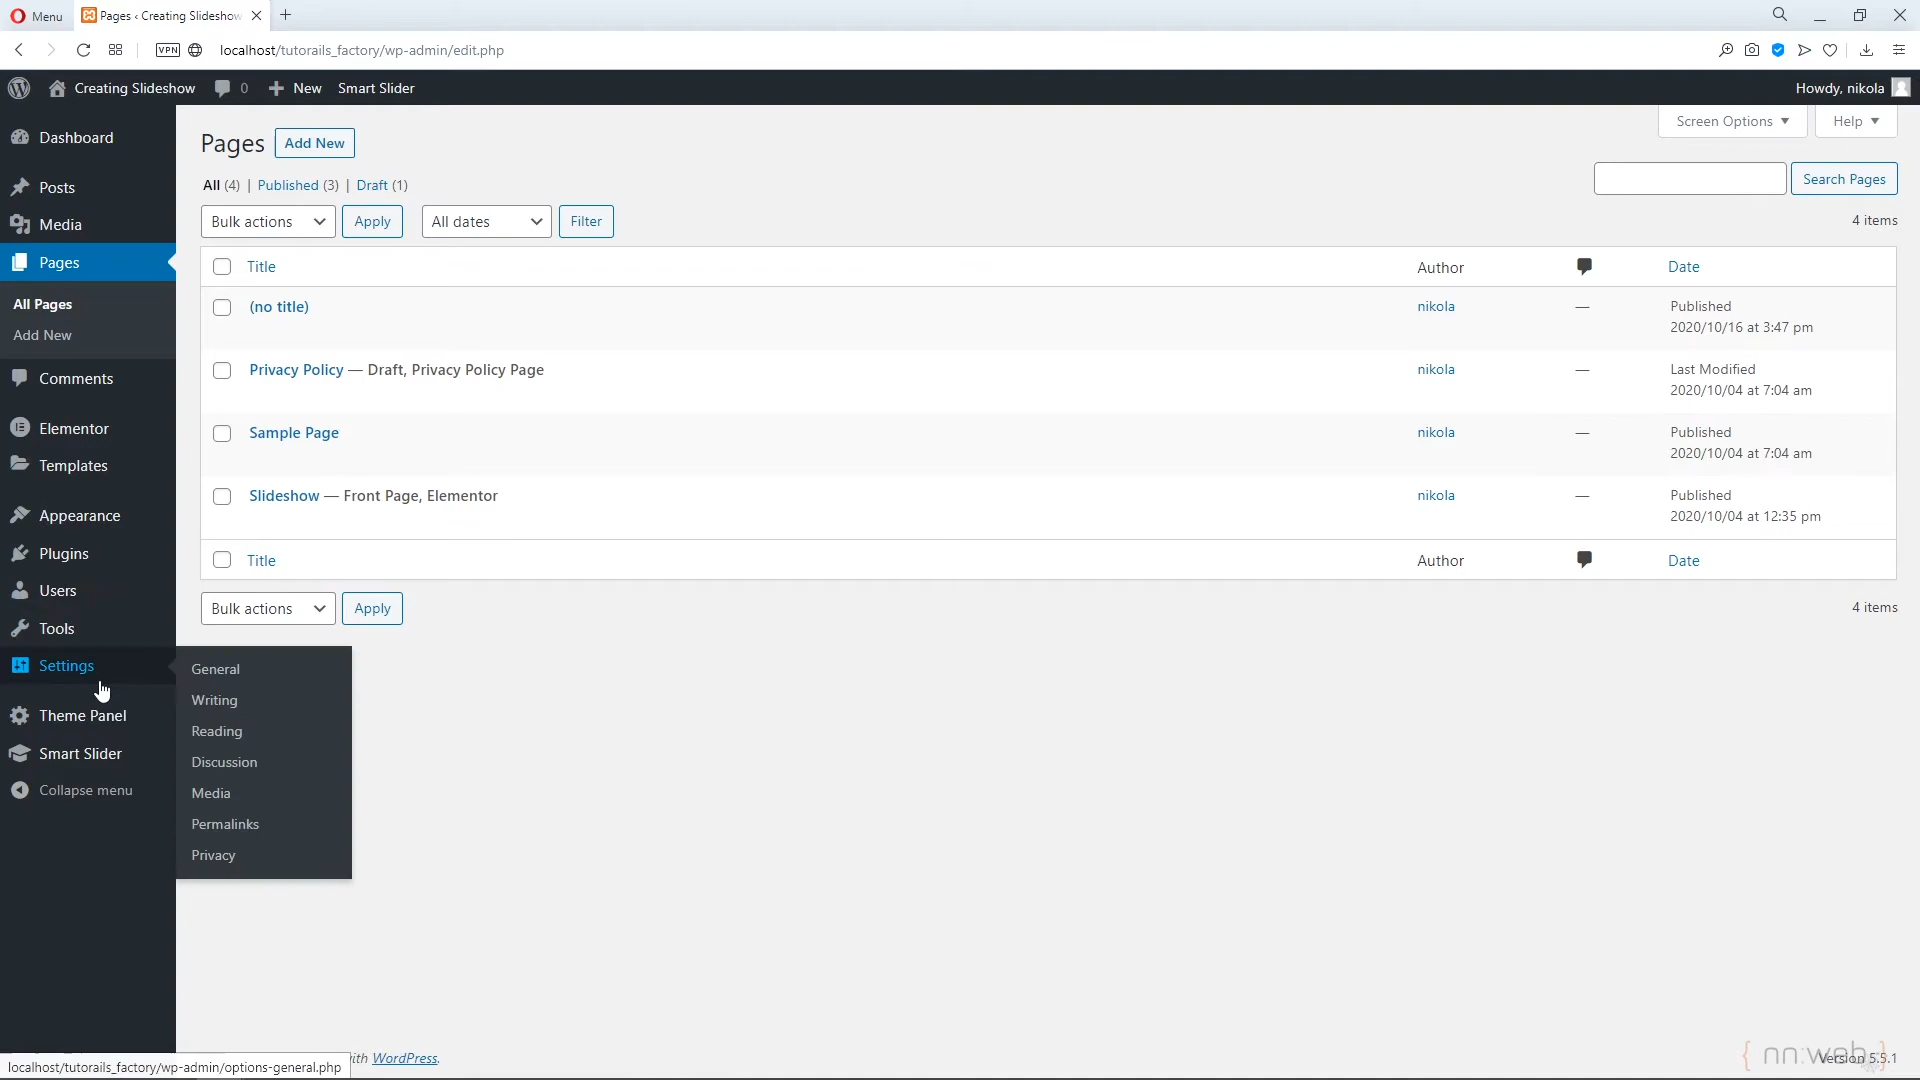 Menu
Pages ‹ Creating Slideshow
VPN
localhost/tutorails_factory/wp-admin/edit.php
Creating Slideshow
0
New
Smart Slider
Howdy, nikola
Dashboard
Posts
Media
Pages
All Pages
Add New
Comments
Elementor
Templates
Appearance
Plugins
Users
Tools
Settings
Theme Panel
Smart Slider
Collapse menu
General
Writing
Reading
Discussion
Media
Permalinks
Privacy
Screen Options
Help
Pages
Add New
All (4) | Published (3) | Draft (1)
Search Pages
Bulk actions
Apply
All dates
Filter
4 items
Title Author Date
(no title) nikola — Published
2020/10/16 at 3:47 pm
Privacy Policy — Draft, Privacy Policy Page nikola — Last Modified
2020/10/04 at 7:04 am
Sample Page nikola — Published
2020/10/04 at 7:04 am
Slideshow — Front Page, Elementor nikola — Published
2020/10/04 at 12:35 pm
Title Author Date
Bulk actions
Apply
4 items
ith WordPress.
Version 5.5.1
{ nn:web }
localhost/tutorails_factory/wp-admin/options-general.php